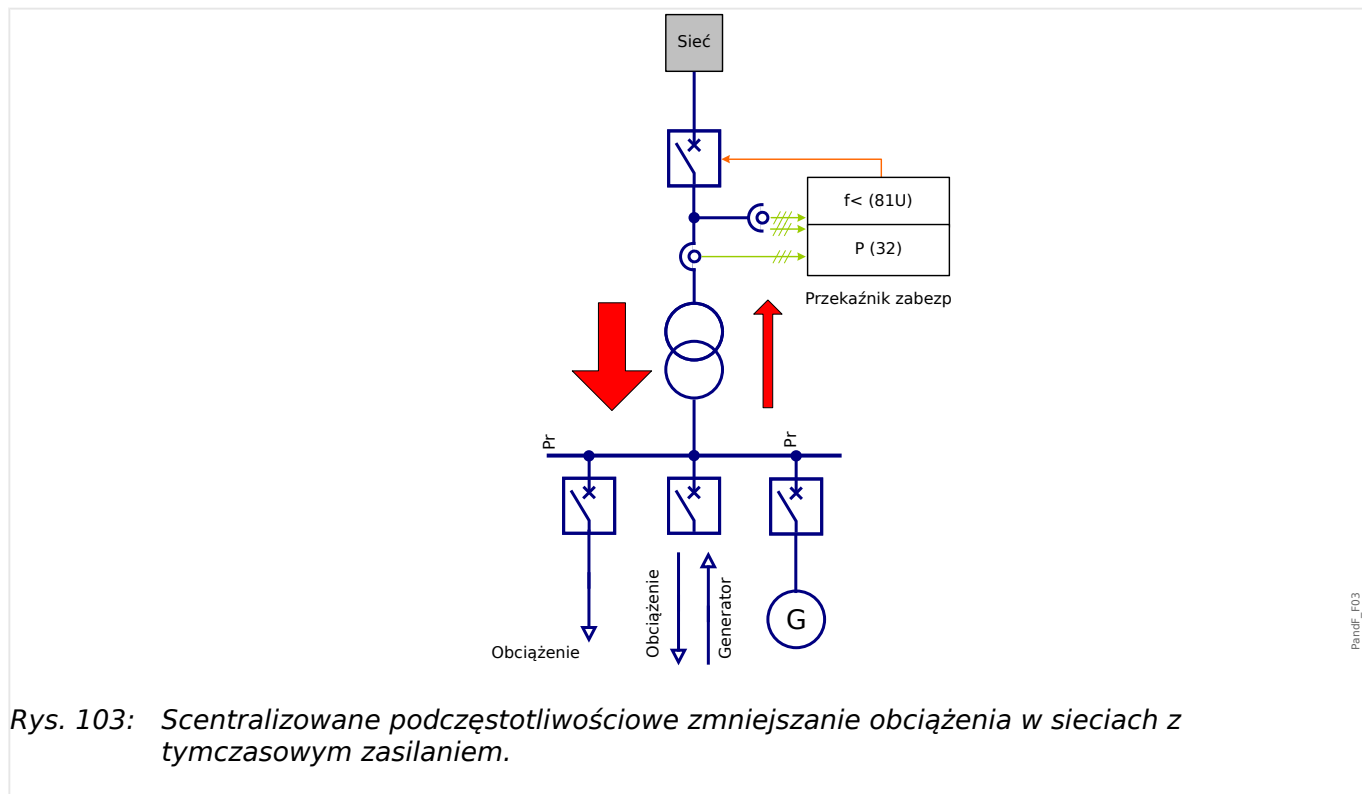 Sieć
f< (81U)
P (32)
Przekaźnik zabezp
Pr
Pr
Obciążenie
Obciążenie
Generator
G
PandF_F03
Rys. 103: Scentralizowane podczęstotliwościowe zmniejszanie obciążenia w sieciach z
tymczasowym zasilaniem.